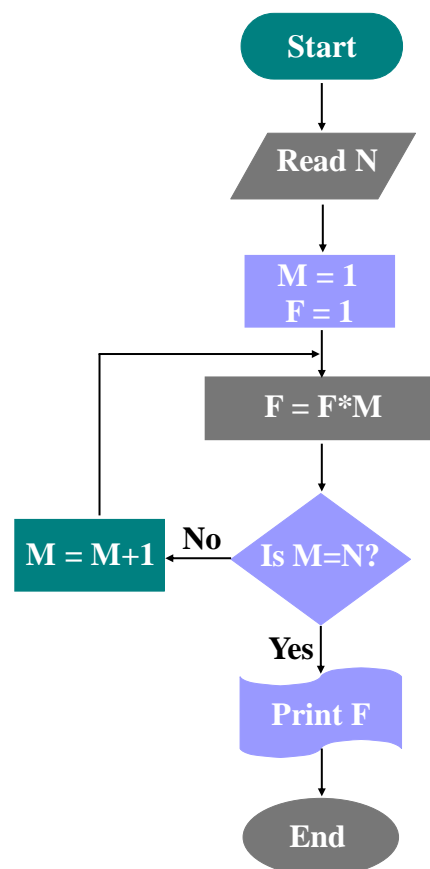 Start
Read N
M = 1
F = 1
F = F*M
Is M=N?
No
M = M+1
Yes
Print F
End